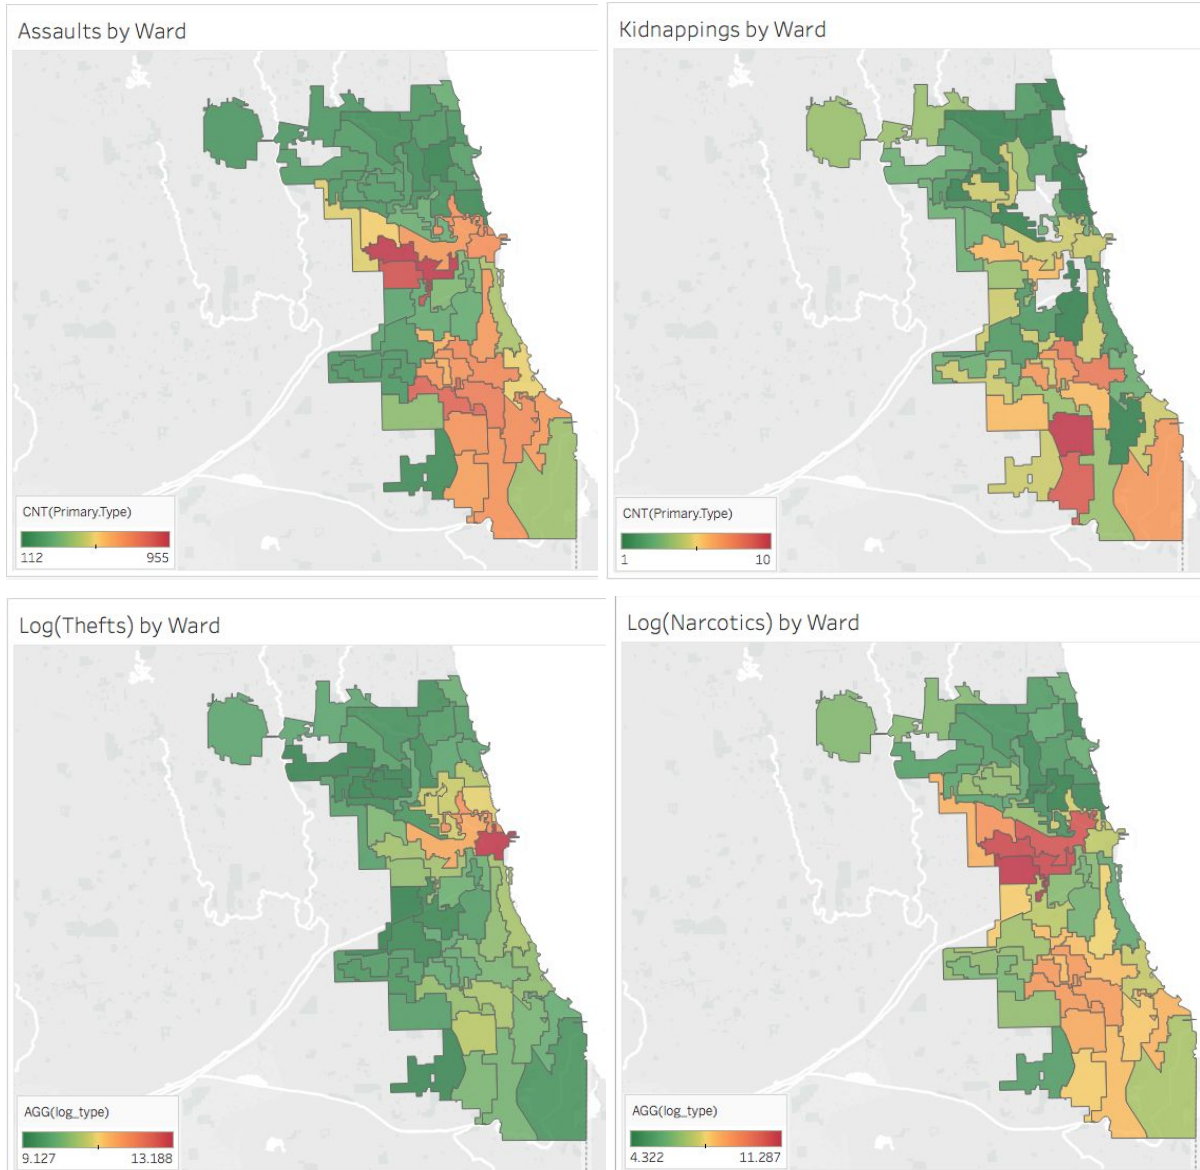 Assaults by Ward
Kidnappings by Ward
CNT(Primary.Type)
112 955
CNT(Primary.Type)
1 10
Log(Thefts) by Ward
Log(Narcotics) by Ward
AGG(log_type)
9.127 13.188
AGG(log_type)
4.322 11.287